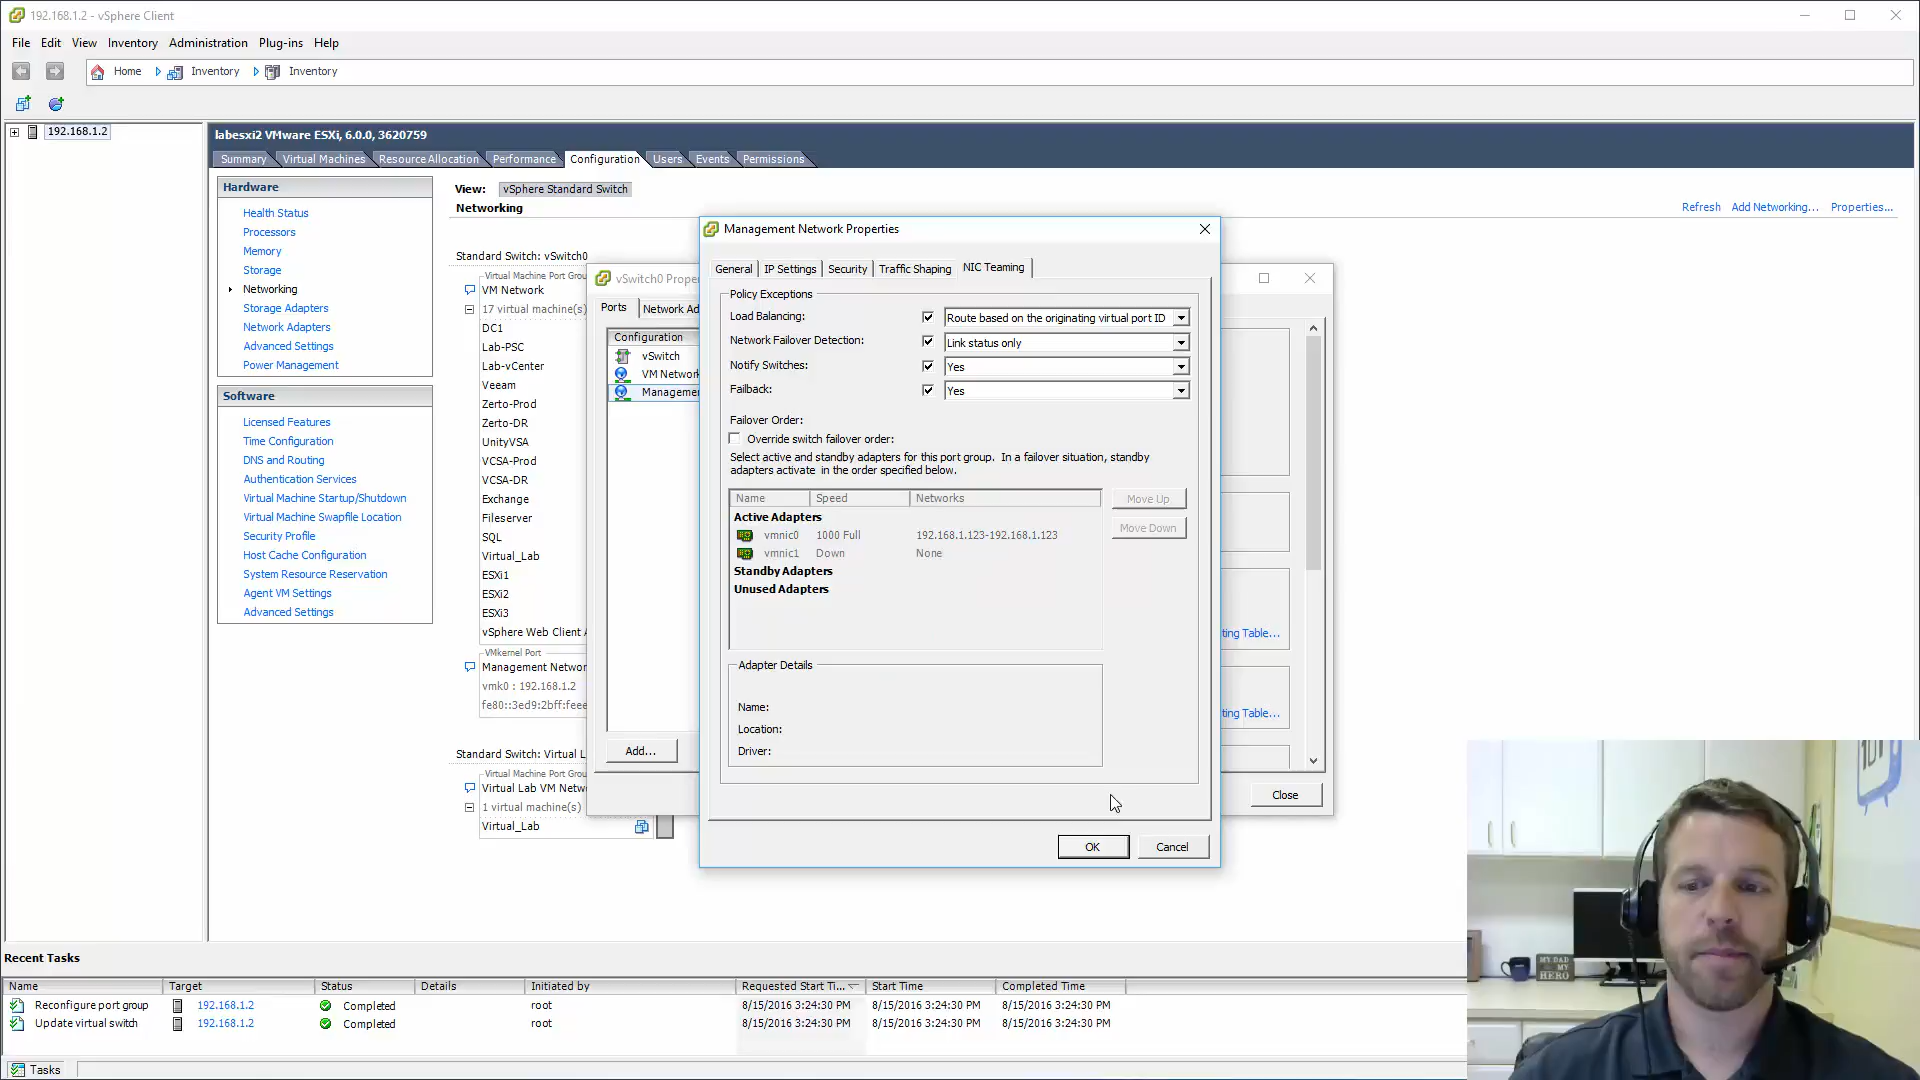 192.168.1.2 - vSphere Client
File Edit View Inventory Administration Plug-ins Help
Home Inventory Inventory
192.168.1.2
labesxi2 VMware ESXi, 6.0.0, 3620759
Summary Virtual Machines Resource Allocation Performance Configuration Users Events Permissions
Hardware
Health Status
Processors
Memory
Storage
Networking
Storage Adapters
Network Adapters
Advanced Settings
Power Management
Software
Licensed Features
Time Configuration
DNS and Routing
Authentication Services
Virtual Machine Startup/Shutdown
Virtual Machine Swapfile Location
Security Profile
Host Cache Configuration
System Resource Reservation
Agent VM Settings
Advanced Settings
View: vSphere Standard Switch
Networking
Refresh Add Networking... Properties...
Standard Switch: vSwitch0
Virtual Machine Port Grou
VM Network
17 virtual machine(s)
DC1
Lab-PSC
Lab-vCenter
Veeam
Zerto-Prod
Zerto-DR
UnityVSA
VCSA-Prod
VCSA-DR
Exchange
Fileserver
SQL
Virtual_Lab
ESXi1
ESXi2
ESXi3
vSphere Web Client A
VMkernel Port
Management Networ
vmk0 : 192.168.1.2
fe80::3ed9:2bff:feee
Standard Switch: Virtual L
Virtual Machine Port Grou
Virtual Lab VM Netw
1 virtual machine(s)
Virtual_Lab
vSwitch0 Prope
Ports Network Ad
Configuration
vSwitch
VM Network
Managemen
Add...
ting Table...
ting Table...
Close
Management Network Properties
General IP Settings Security Traffic Shaping NIC Teaming
Policy Exceptions
Load Balancing: Route based on the originating virtual port ID
Network Failover Detection: Link status only
Notify Switches: Yes
Failback: Yes
Failover Order:
Override switch failover order:
Select active and standby adapters for this port group. In a failover situation, standby
adapters activate in the order specified below.
Name Speed Networks
Active Adapters
vmnic0 1000 Full 192.168.1.123-192.168.1.123
vmnic1 Down None
Standby Adapters
Unused Adapters
Move Up
Move Down
Adapter Details
Name:
Location:
Driver:
OK Cancel
Recent Tasks
Name Target Status Details Initiated by Requested Start Ti... Start Time Completed Time
Reconfigure port group 192.168.1.2 Completed root 8/15/2016 3:24:30 PM 8/15/2016 3:24:30 PM 8/15/2016 3:24:30 PM
Update virtual switch 192.168.1.2 Completed root 8/15/2016 3:24:30 PM 8/15/2016 3:24:30 PM 8/15/2016 3:24:30 PM
Tasks
MY DAD
MY
HERO